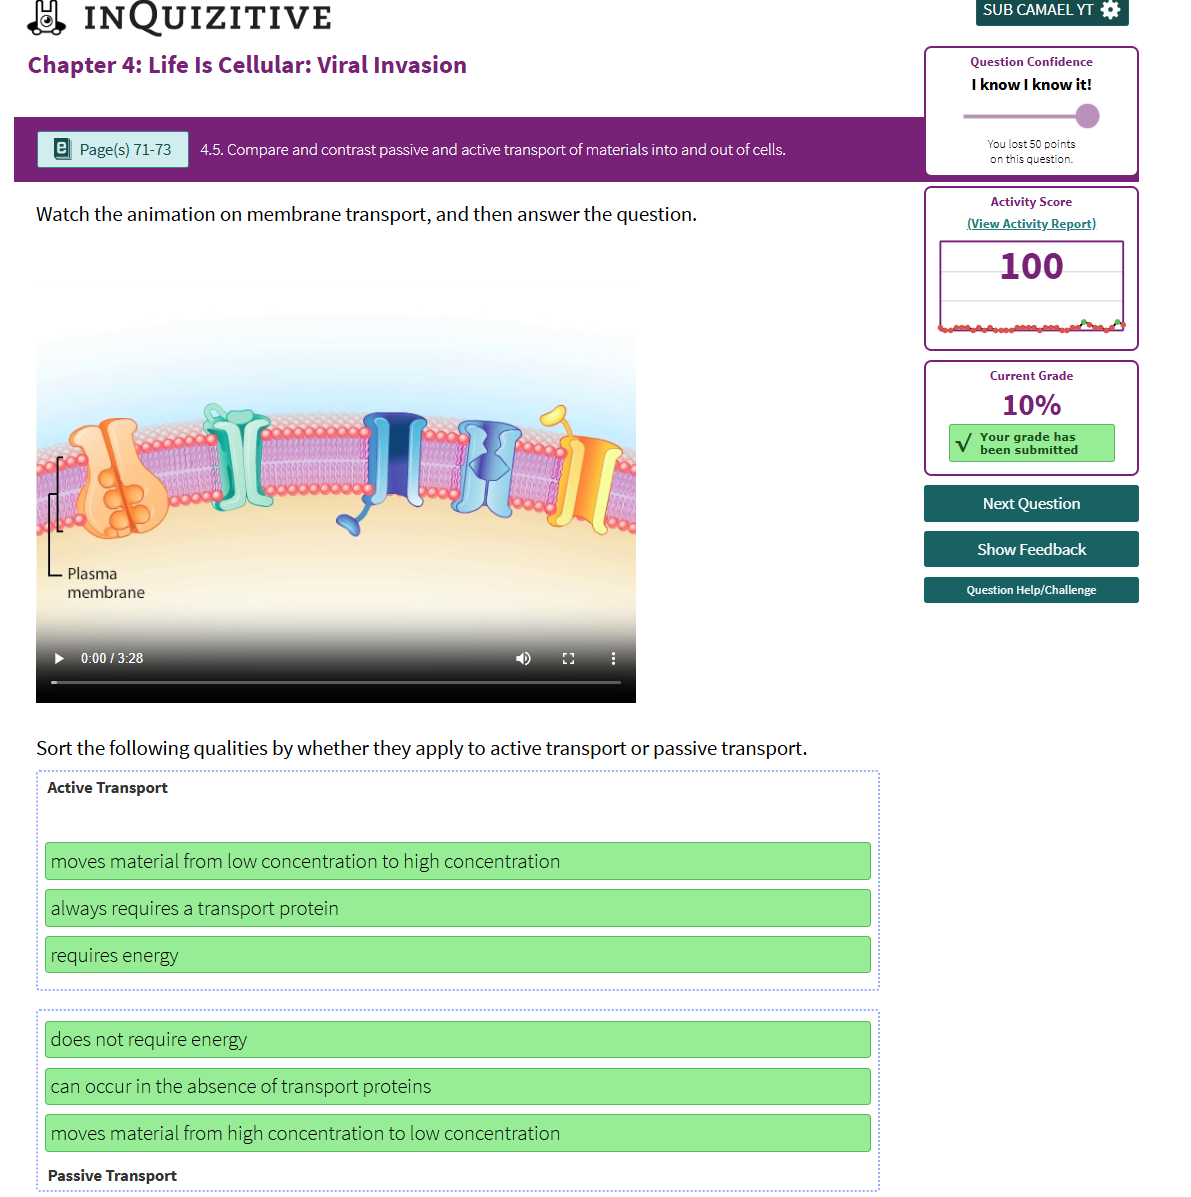 INQUIZITIVE
SUB CAMAEL YT
Chapter 4: Life Is Cellular: Viral Invasion
Question Confidence
I know I know it!
You lost 50 points
on this question.
Page(s) 71-73
4.5. Compare and contrast passive and active transport of materials into and out of cells.
Activity Score
(View Activity Report)
100
Watch the animation on membrane transport, and then answer the question.
Current Grade
10%
Your grade has
been submitted
Next Question
Show Feedback
Question Help/Challenge
Plasma
membrane
0:00 / 3:28
Sort the following qualities by whether they apply to active transport or passive transport.
Active Transport
moves material from low concentration to high concentration
always requires a transport protein
requires energy
does not require energy
can occur in the absence of transport proteins
moves material from high concentration to low concentration
Passive Transport